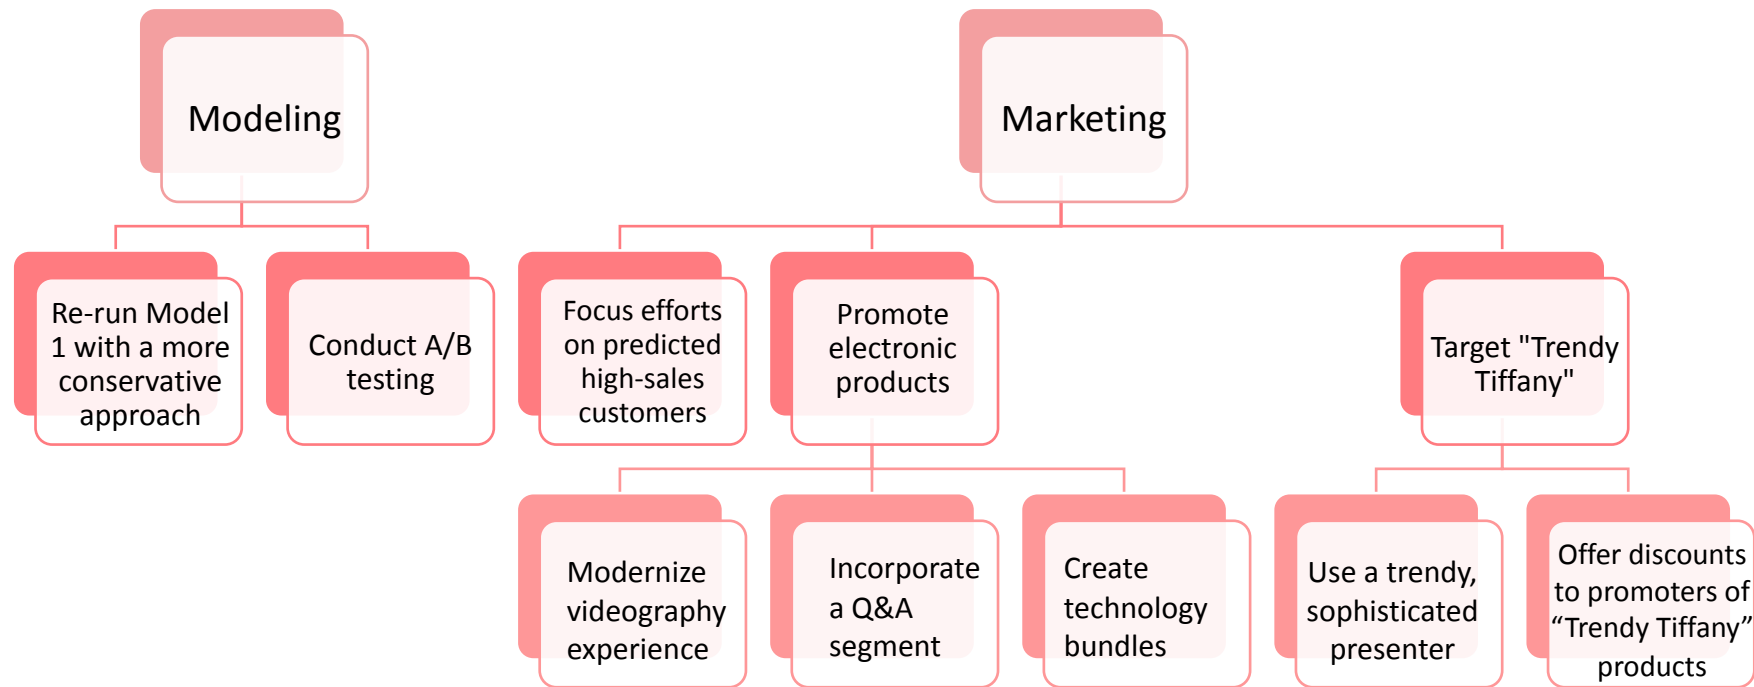 Modeling
Marketing
Re-run Model
1 with a more
conservative
approach
Conduct A/B
testing
Focus efforts
on predicted
high-sales
customers
Promote
electronic
products
Target "Trendy
Tiffany"
Modernize
videography
experience
Incorporate
a Q&A
segment
Create
technology
bundles
Use a trendy,
sophisticated
presenter
Offer discounts
to promoters of
“Trendy Tiffany”
products